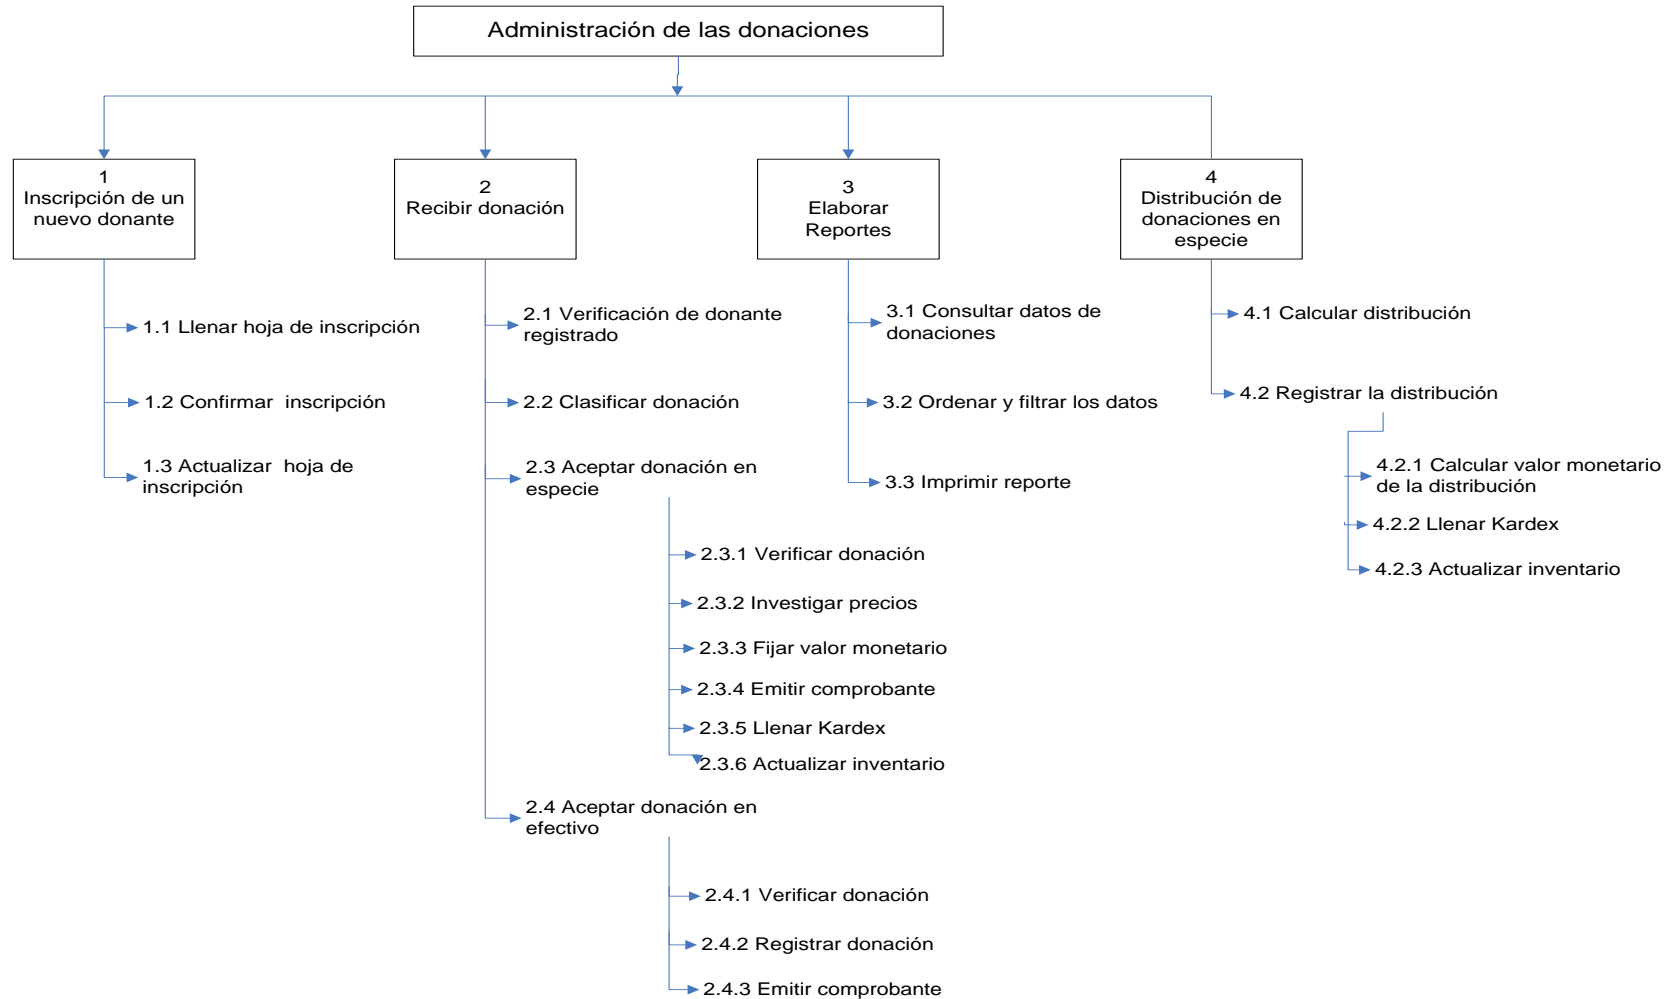 Administración de las donaciones
1
Inscripción de un
nuevo donante
1.1 Llenar hoja de inscripción
1.2 Confirmar  inscripción
1.3 Actualizar  hoja de
inscripción
2
Recibir donación
2.1 Verificación de donante
registrado
2.2 Clasificar donación
2.3 Aceptar donación en
especie
2.3.1 Verificar donación
2.3.2 Investigar precios
2.3.3 Fijar valor monetario
2.3.4 Emitir comprobante
2.3.5 Llenar Kardex
2.3.6 Actualizar inventario
2.4 Aceptar donación en
efectivo
2.4.1 Verificar donación
2.4.2 Registrar donación
2.4.3 Emitir comprobante
3
Elaborar
Reportes
3.1 Consultar datos de
donaciones
3.2 Ordenar y filtrar los datos
3.3 Imprimir reporte
4
Distribución de
donaciones en
especie
4.1 Calcular distribución
4.2 Registrar la distribución
4.2.1 Calcular valor monetario
de la distribución
4.2.2 Llenar Kardex
4.2.3 Actualizar inventario